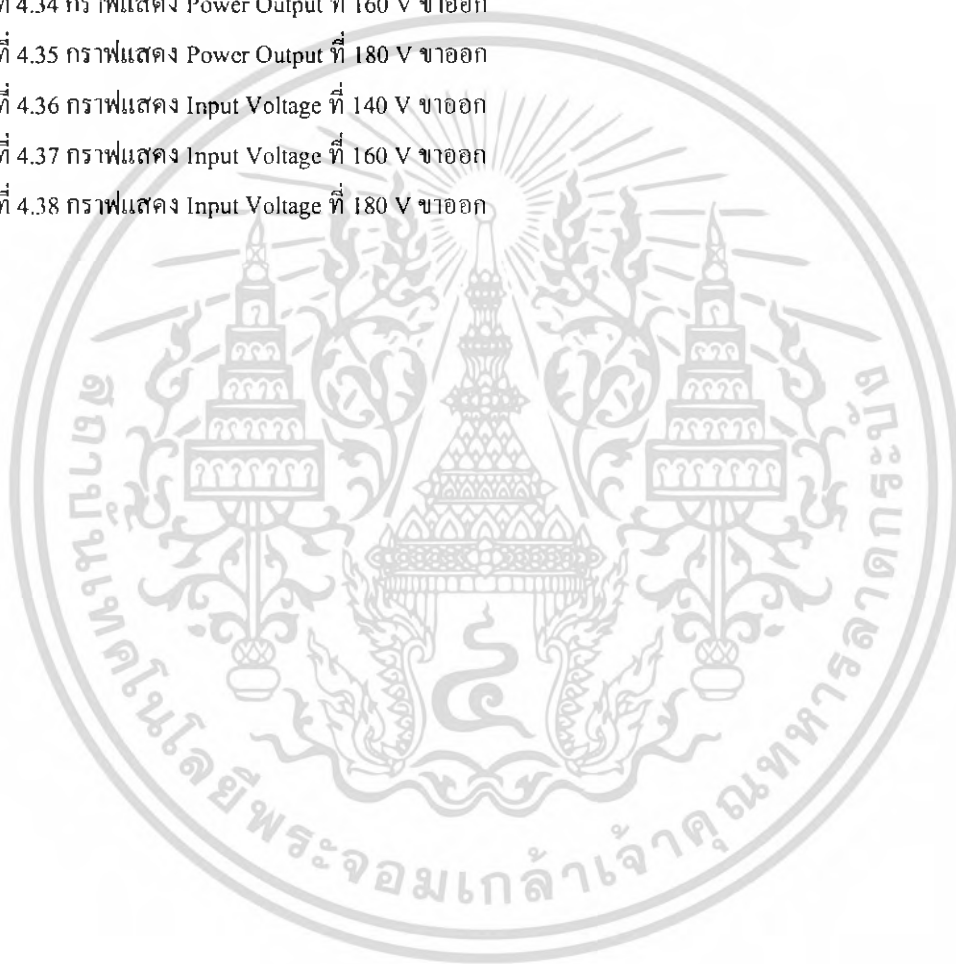 ที่ 4.34 กราฟแสดง Power Output ที่ 160 V ขาออก
ที่ 4.35 กราฟแสดง Power Output ที่ 180 V ขาออก
ที่ 4.36 กราฟแสดง Input Voltage ที่ 140 V ขาออก
ที่ 4.37 กราฟแสดง Input Voltage ที่ 160 V ขาออก
ที่ 4.38 กราฟแสดง Input Voltage ที่ 180 V ขาออก
สถาบันเทคโนโลยีพระจอมเกล้าเจ้าคุณทหารลาดกระบัง